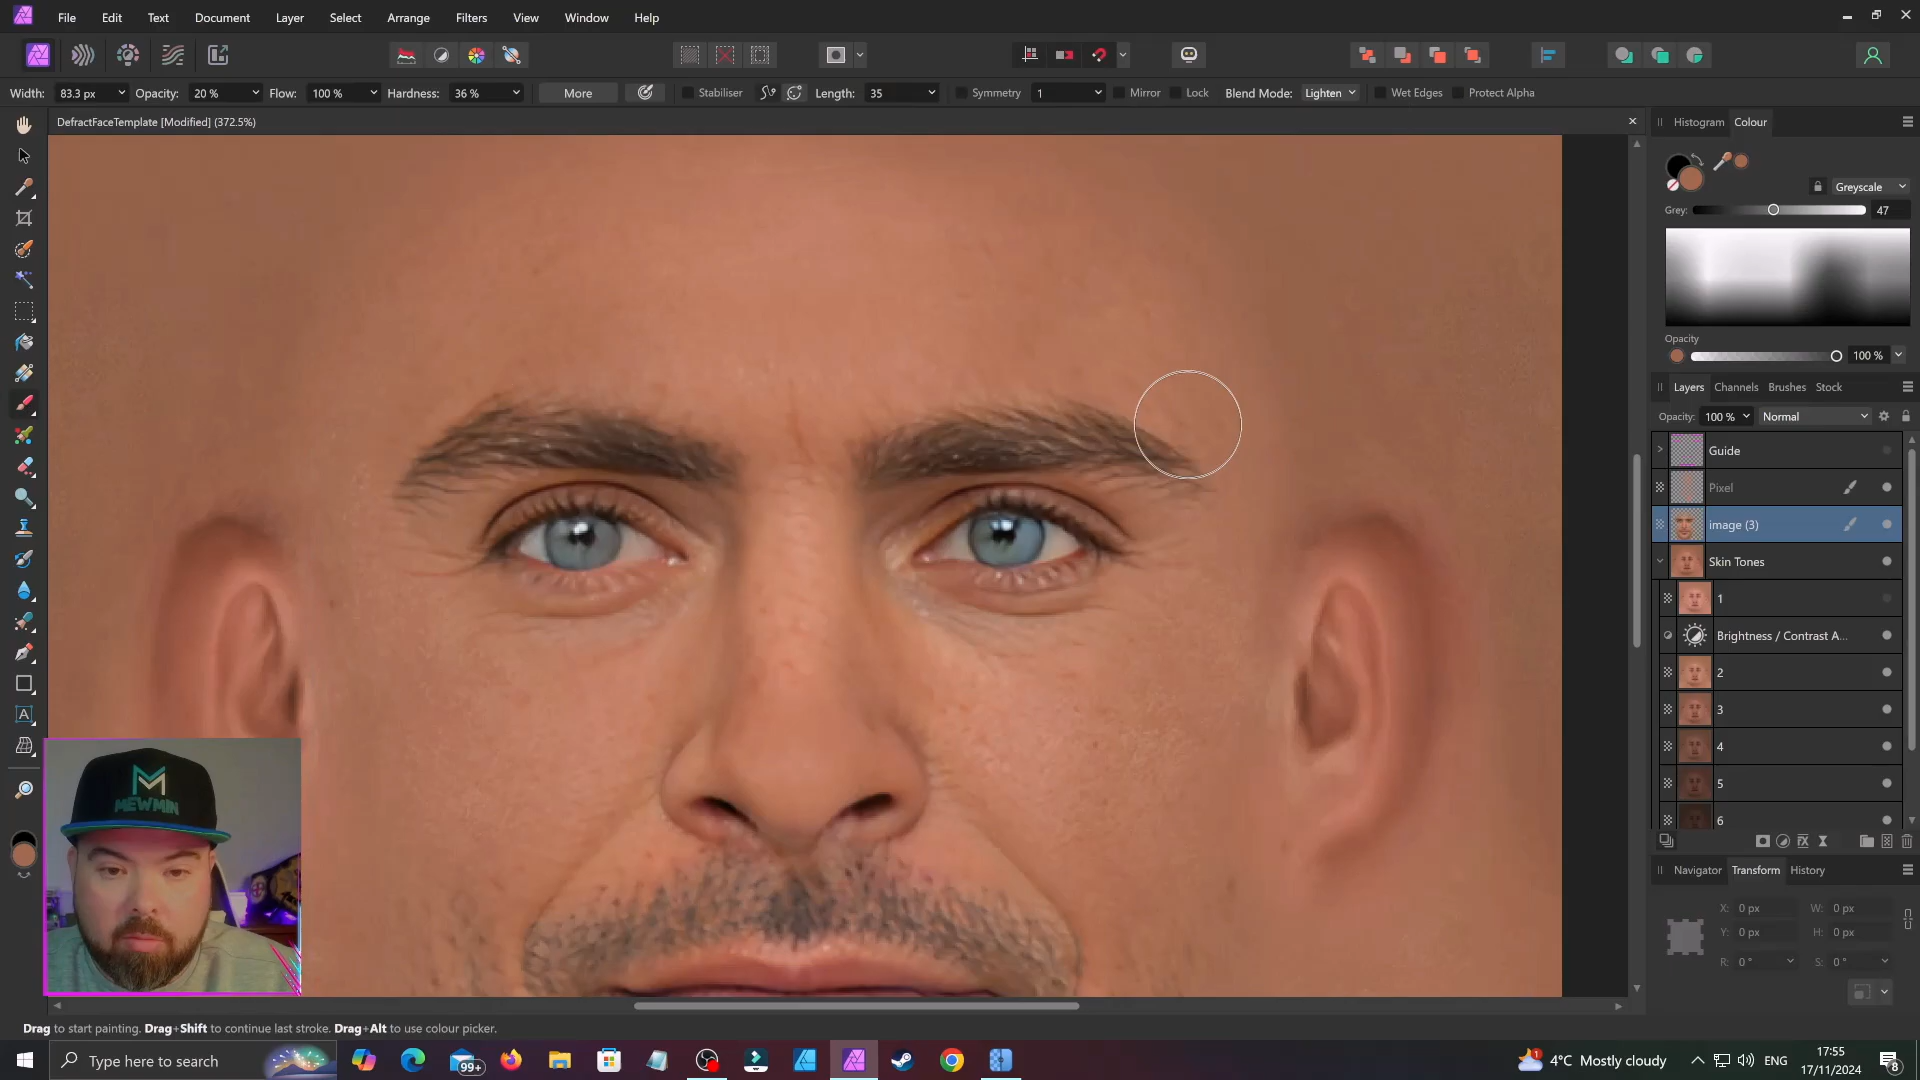 File Edit Text Document Layer Select Arrange Filters View Window Help
Width: 83.3 px Opacity: 20 % Flow: 100 % Hardness: 36 % More Stabiliser Length: 35 Symmetry 1 Mirror Lock Blend Mode: Lighten Wet Edges Protect Alpha
DefractFaceTemplate [Modified] (372.5%)
Histogram Colour
Greyscale
Grey: 47
Opacity
100 %
Layers Channels Brushes Stock
Opacity: 100 % Normal
Guide
Pixel
image (3)
Skin Tones
1
Brightness / Contrast A...
2
3
4
5
6
Navigator Transform History
X: 0 px W: 0 px
Y: 0 px H: 0 px
R: 0 ° S: 0 °
MEWMIN
Drag to start painting. Drag+Shift to continue last stroke. Drag+Alt to use colour picker.
Type here to search
99+
1
4°C Mostly cloudy
ENG
17:55
17/11/2024
8